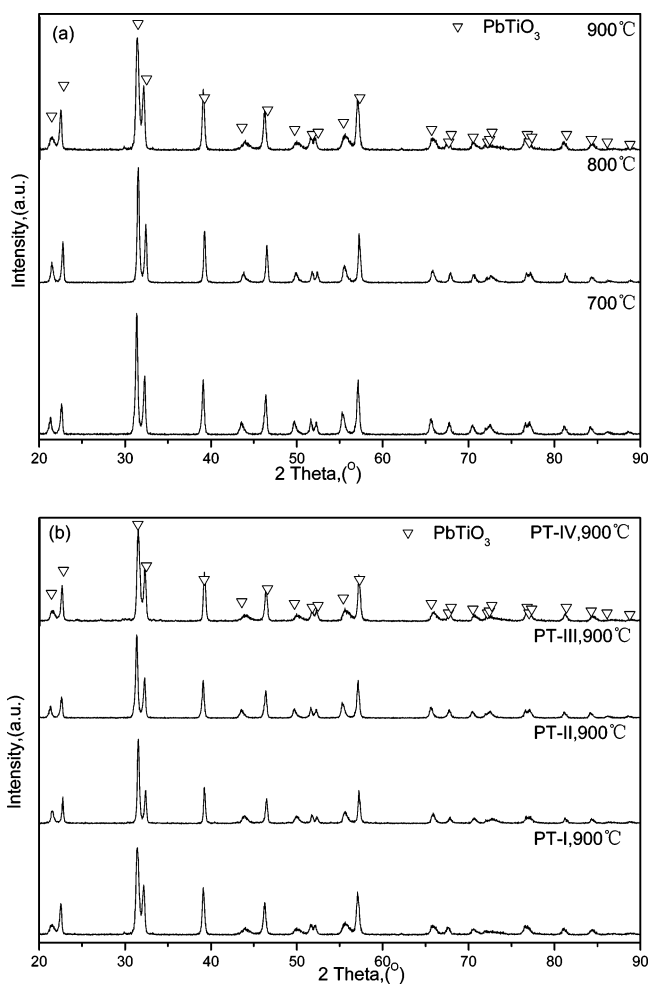 (a)
▽ PbTiO₃
900℃
800℃
700℃
Intensity,(a.u.)
20 30 40 50 60 70 80 90
2 Theta,(⁰)
(b)
▽ PbTiO₃
PT-IV,900℃
PT-III,900℃
PT-II,900℃
PT-I,900℃
Intensity,(a.u.)
20 30 40 50 60 70 80 90
2 Theta,(⁰)